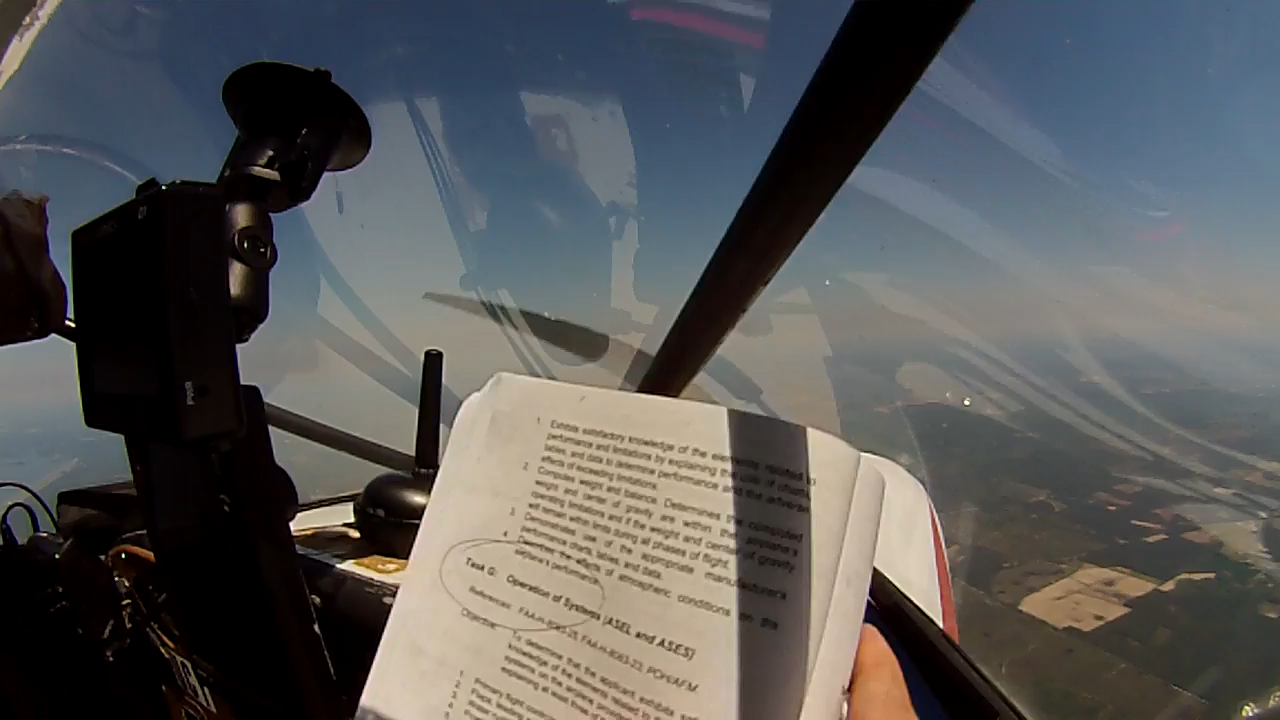 1. Exhibits satisfactory knowledge of the elements related to
performance and limitations by explaining the use of charts,
tables, and data to determine performance and the adverse
effects of exceeding limitations.
2. Computes weight and balance. Determines the computed
weight and center of gravity are within the airplane's
operating limitations and if the weight and center of gravity
will remain within limits during all phases of flight.
3. Demonstrates use of the appropriate manufacturer's
performance charts, tables, and data.
4. Describes the effects of atmospheric conditions on the
airplane's performance.
Task G: Operation of Systems (ASEL and ASES)
References: FAA-H-8083-25, FAA-H-8083-23; POH/AFM.
Objective: To determine that the applicant exhibits
knowledge of the elements related to
systems on the airplane provided
explaining at least three of
1. Primary flight
2. Flaps, leading